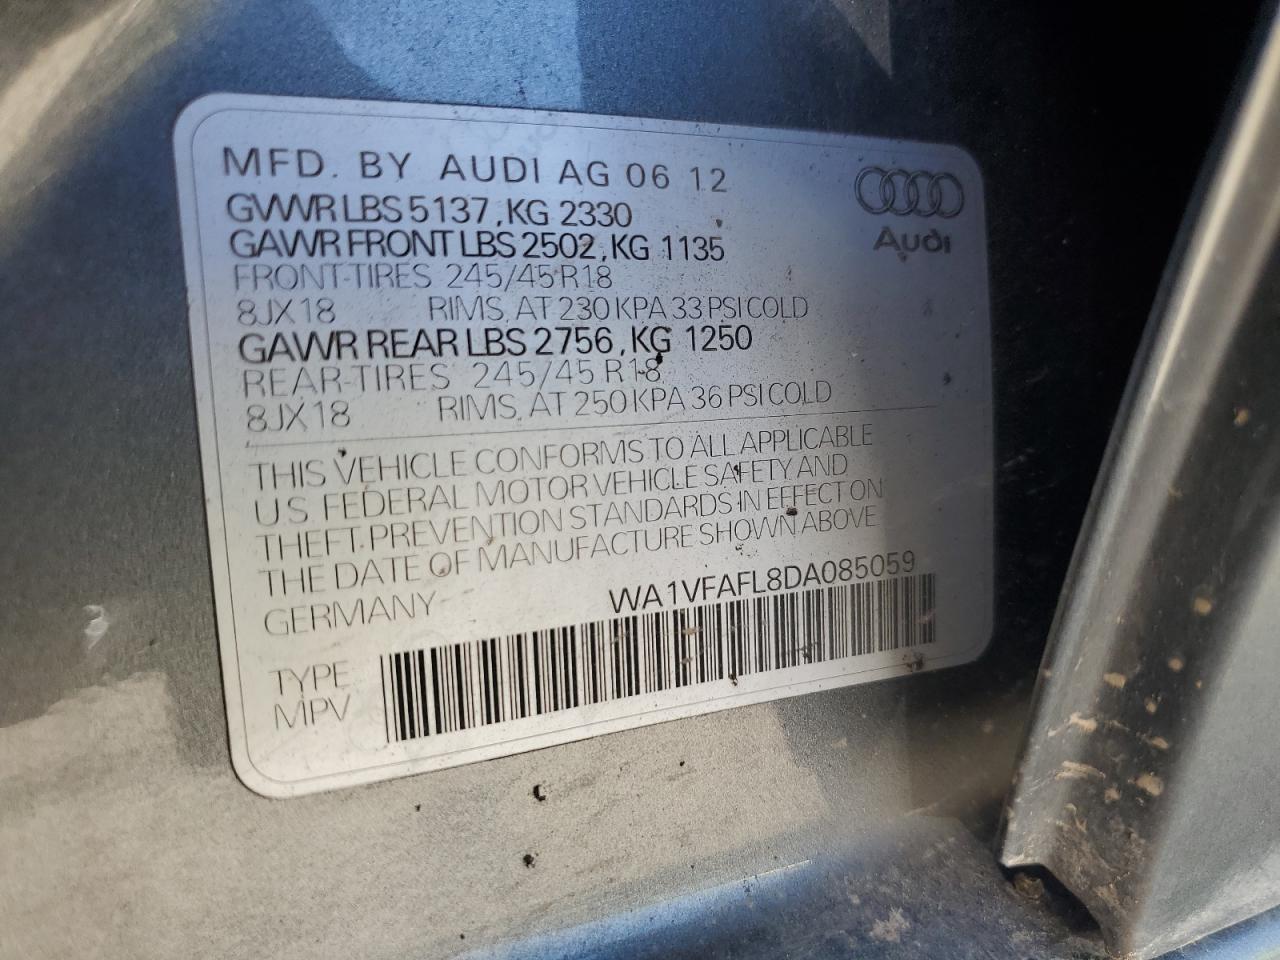 MFD. BY AUDI AG 06 12
GVWR LBS 5137, KG 2330
GAWR FRONT LBS 2502, KG 1135
FRONT-TIRES 245/45 R18
8JX18 RIMS, AT 230 KPA 33 PSI COLD
GAWR REAR LBS 2756, KG 1250
REAR-TIRES 245/45 R18
8JX18 RIMS, AT 250 KPA 36 PSI COLD
Audi
THIS VEHICLE CONFORMS TO ALL APPLICABLE
U.S. FEDERAL MOTOR VEHICLE SAFETY AND
THEFT PREVENTION STANDARDS IN EFFECT ON
THE DATE OF MANUFACTURE SHOWN ABOVE
GERMANY
WA1VFAFL8DA085059
TYPE
MPV